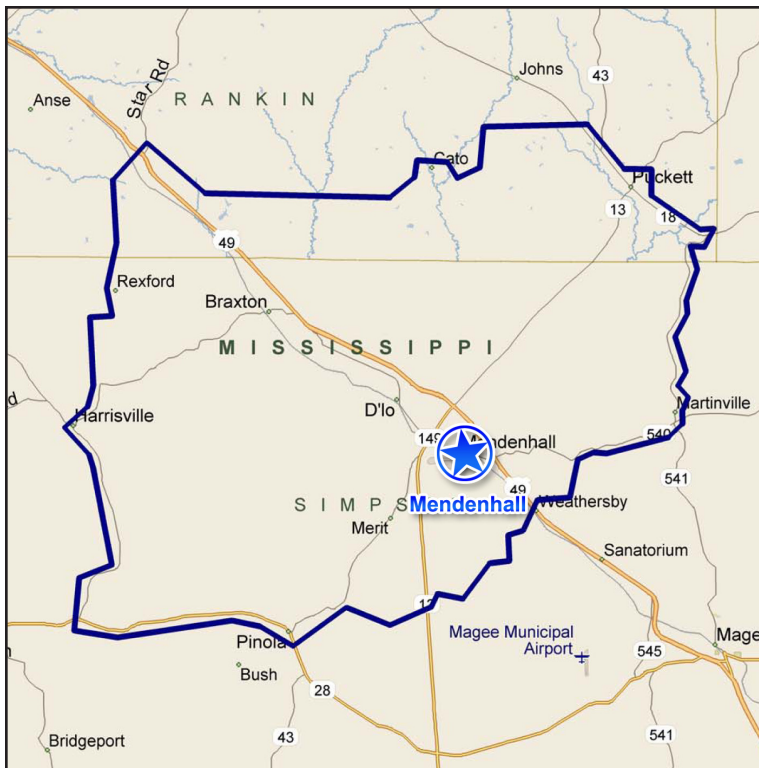 Johns
43
Star Rd
Anse
RANKIN
Cato
Puckett
13
18
49
Rexford
Braxton
MISSISSIPPI
D'lo
Harrisville
d
Martinville
149
Mendenhall
540
541
49
Mendenhall
SIMPS
Weathersby
Merit
Sanatorium
13
Pinola
Magee Municipal
Airport
545
Mage
n
Bush
28
43
541
Bridgeport